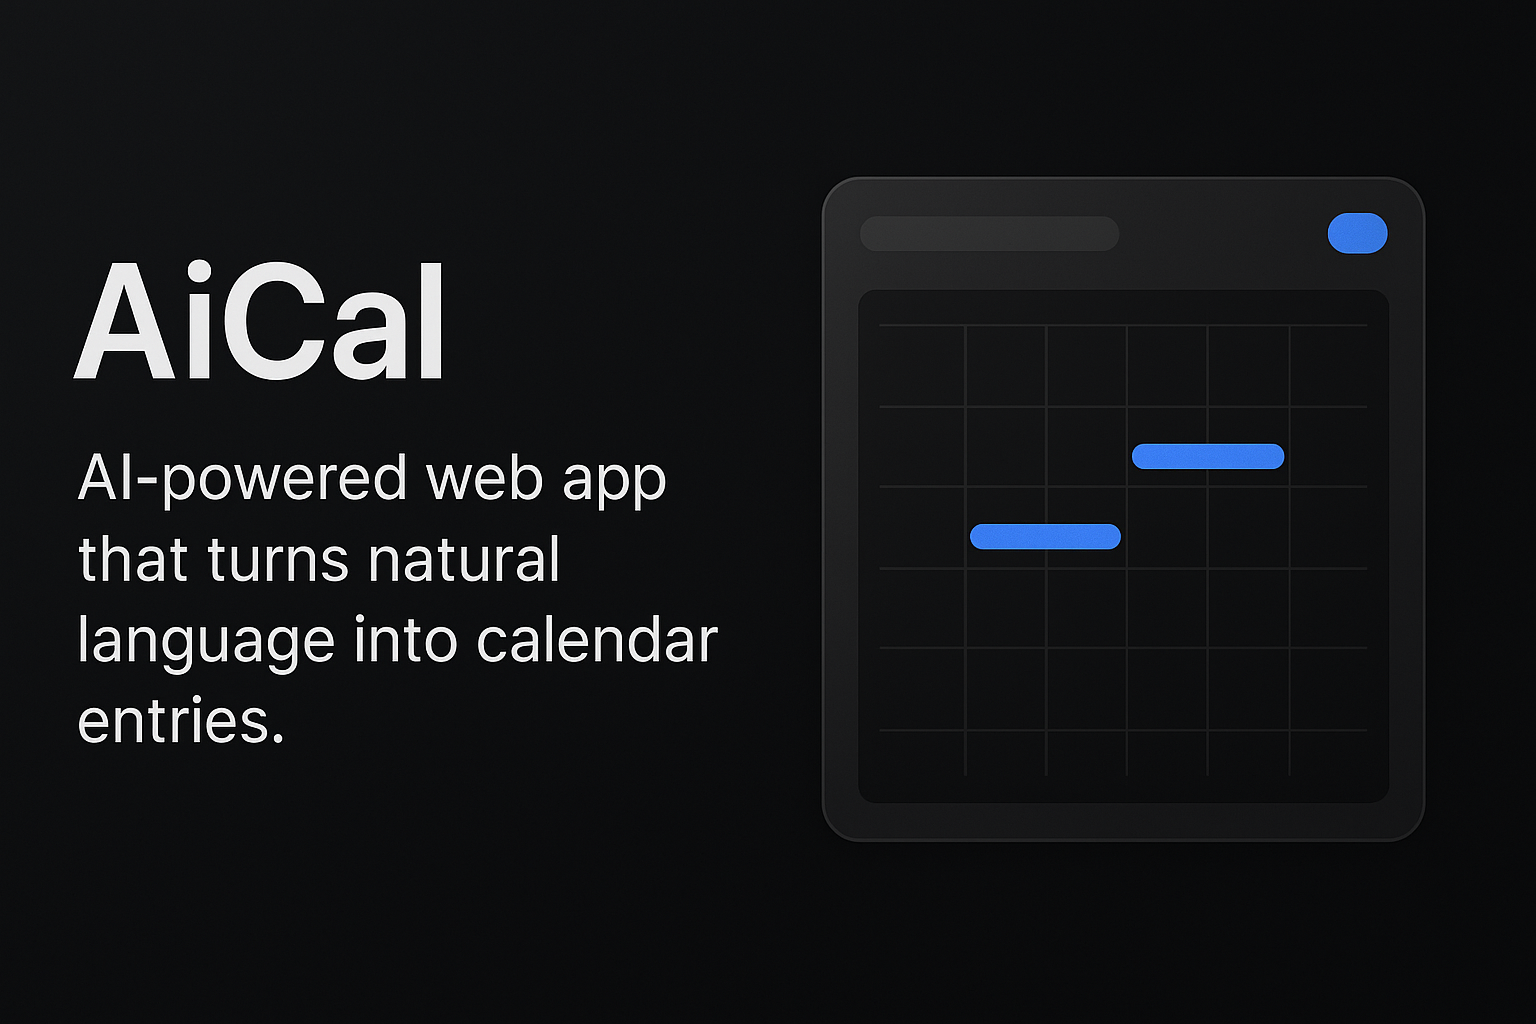 AiCal
AI-powered web app
that turns natural
language into calendar
entries.